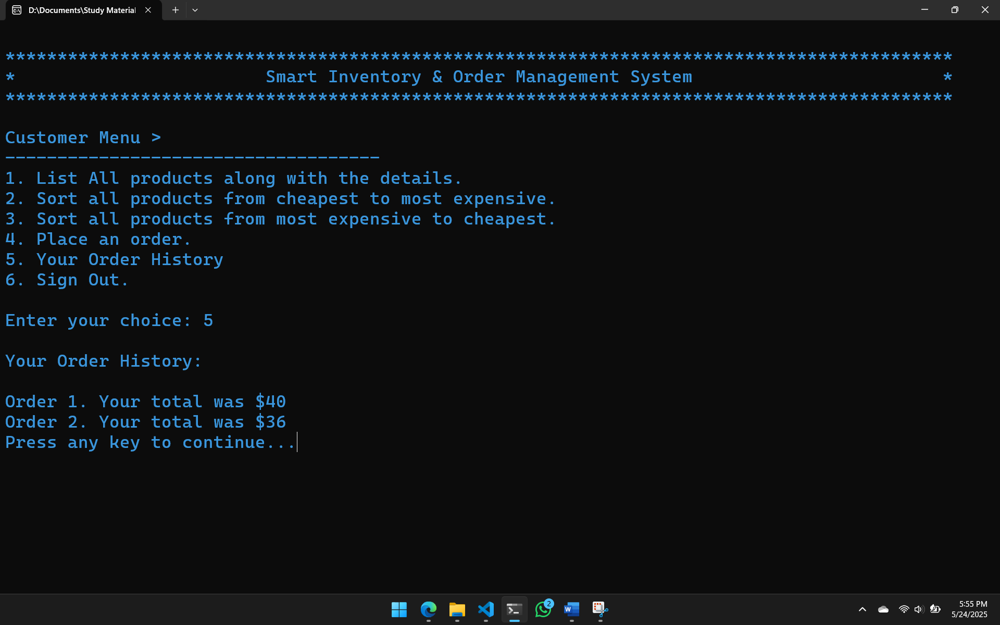 D:\Documents\Study Material
*******************************************************************************************
* Smart Inventory & Order Management System *
*******************************************************************************************
Customer Menu >
------------------------------------
1. List All products along with the details.
2. Sort all products from cheapest to most expensive.
3. Sort all products from most expensive to cheapest.
4. Place an order.
5. Your Order History
6. Sign Out.
Enter your choice: 5
Your Order History:
Order 1. Your total was $40
Order 2. Your total was $36
Press any key to continue...
2
5:55 PM
5/24/2025